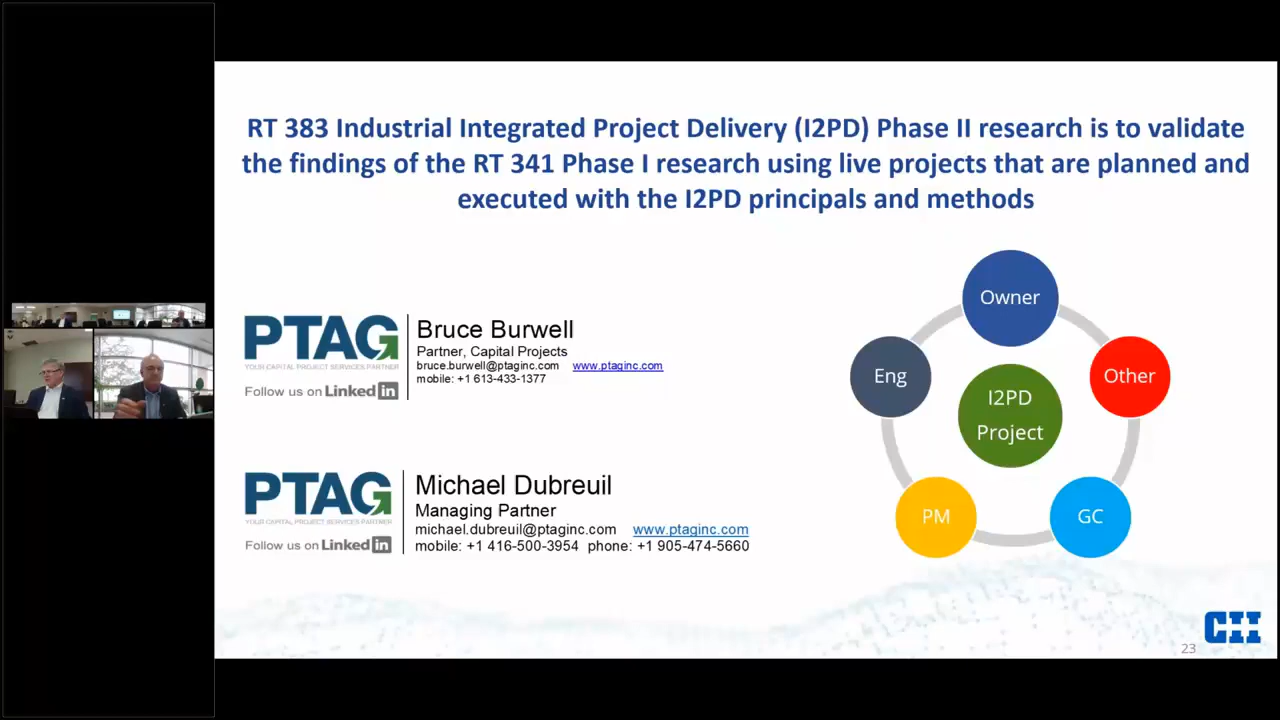 RT 383 Industrial Integrated Project Delivery (I2PD) Phase II research is to validate
the findings of the RT 341 Phase I research using live projects that are planned and
executed with the I2PD principals and methods
PTAG
YOUR CAPITAL PROJECT SERVICES PARTNER
Follow us on Linked in
Bruce Burwell
Partner, Capital Projects
bruce.burwell@ptaginc.com www.ptaginc.com
mobile: +1 613-433-1377
PTAG
YOUR CAPITAL PROJECT SERVICES PARTNER
Follow us on Linked in
Michael Dubreuil
Managing Partner
michael.dubreuil@ptaginc.com www.ptaginc.com
mobile: +1 416-500-3954 phone: +1 905-474-5660
Owner
Eng
Other
I2PD
Project
PM
GC
CII
23